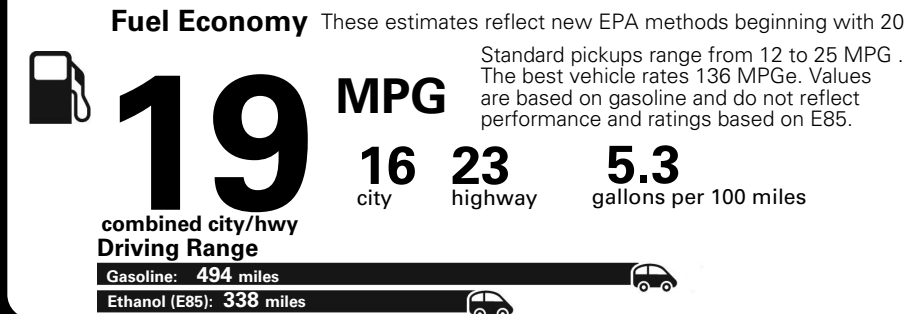 Fuel Economy These estimates reflect new EPA methods beginning with 20
Standard pickups range from 12 to 25 MPG .
The best vehicle rates 136 MPGe. Values
are based on gasoline and do not reflect
performance and ratings based on E85.
19 MPG
16 23 5.3
city highway gallons per 100 miles
combined city/hwy
Driving Range
Gasoline: 494 miles
Ethanol (E85): 338 miles